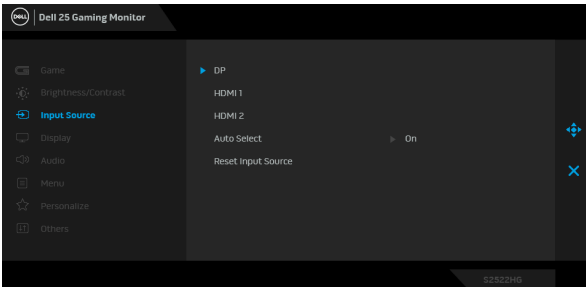 DELL
Dell 25 Gaming Monitor
Game
Brightness/Contrast
Input Source
Display
Audio
Menu
Personalize
Others
DP
HDMI 1
HDMI 2
Auto Select On
Reset Input Source
S2522HG